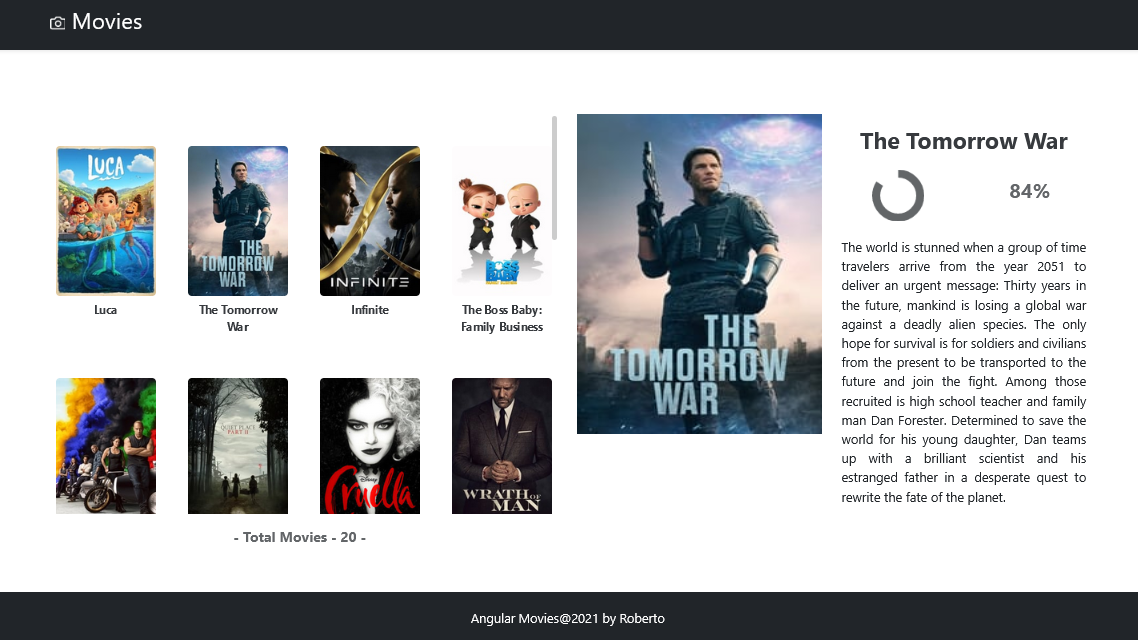 Movies
LUCA
THE
TOMORROW
WAR
INFINITE
BOSS
BABY
Luca
The Tomorrow
War
Infinite
The Boss Baby:
Family Business
A QUIET PLACE
PART II
Disney
Cruella
WRATH OF
MAN
- Total Movies - 20 -
THE
TOMORROW
WAR
The Tomorrow War
84%
The world is stunned when a group of time
travelers arrive from the year 2051 to
deliver an urgent message: Thirty years in
the future, mankind is losing a global war
against a deadly alien species. The only
hope for survival is for soldiers and civilians
from the present to be transported to the
future and join the fight. Among those
recruited is high school teacher and family
man Dan Forester. Determined to save the
world for his young daughter, Dan teams
up with a brilliant scientist and his
estranged father in a desperate quest to
rewrite the fate of the planet.
Angular Movies@2021 by Roberto